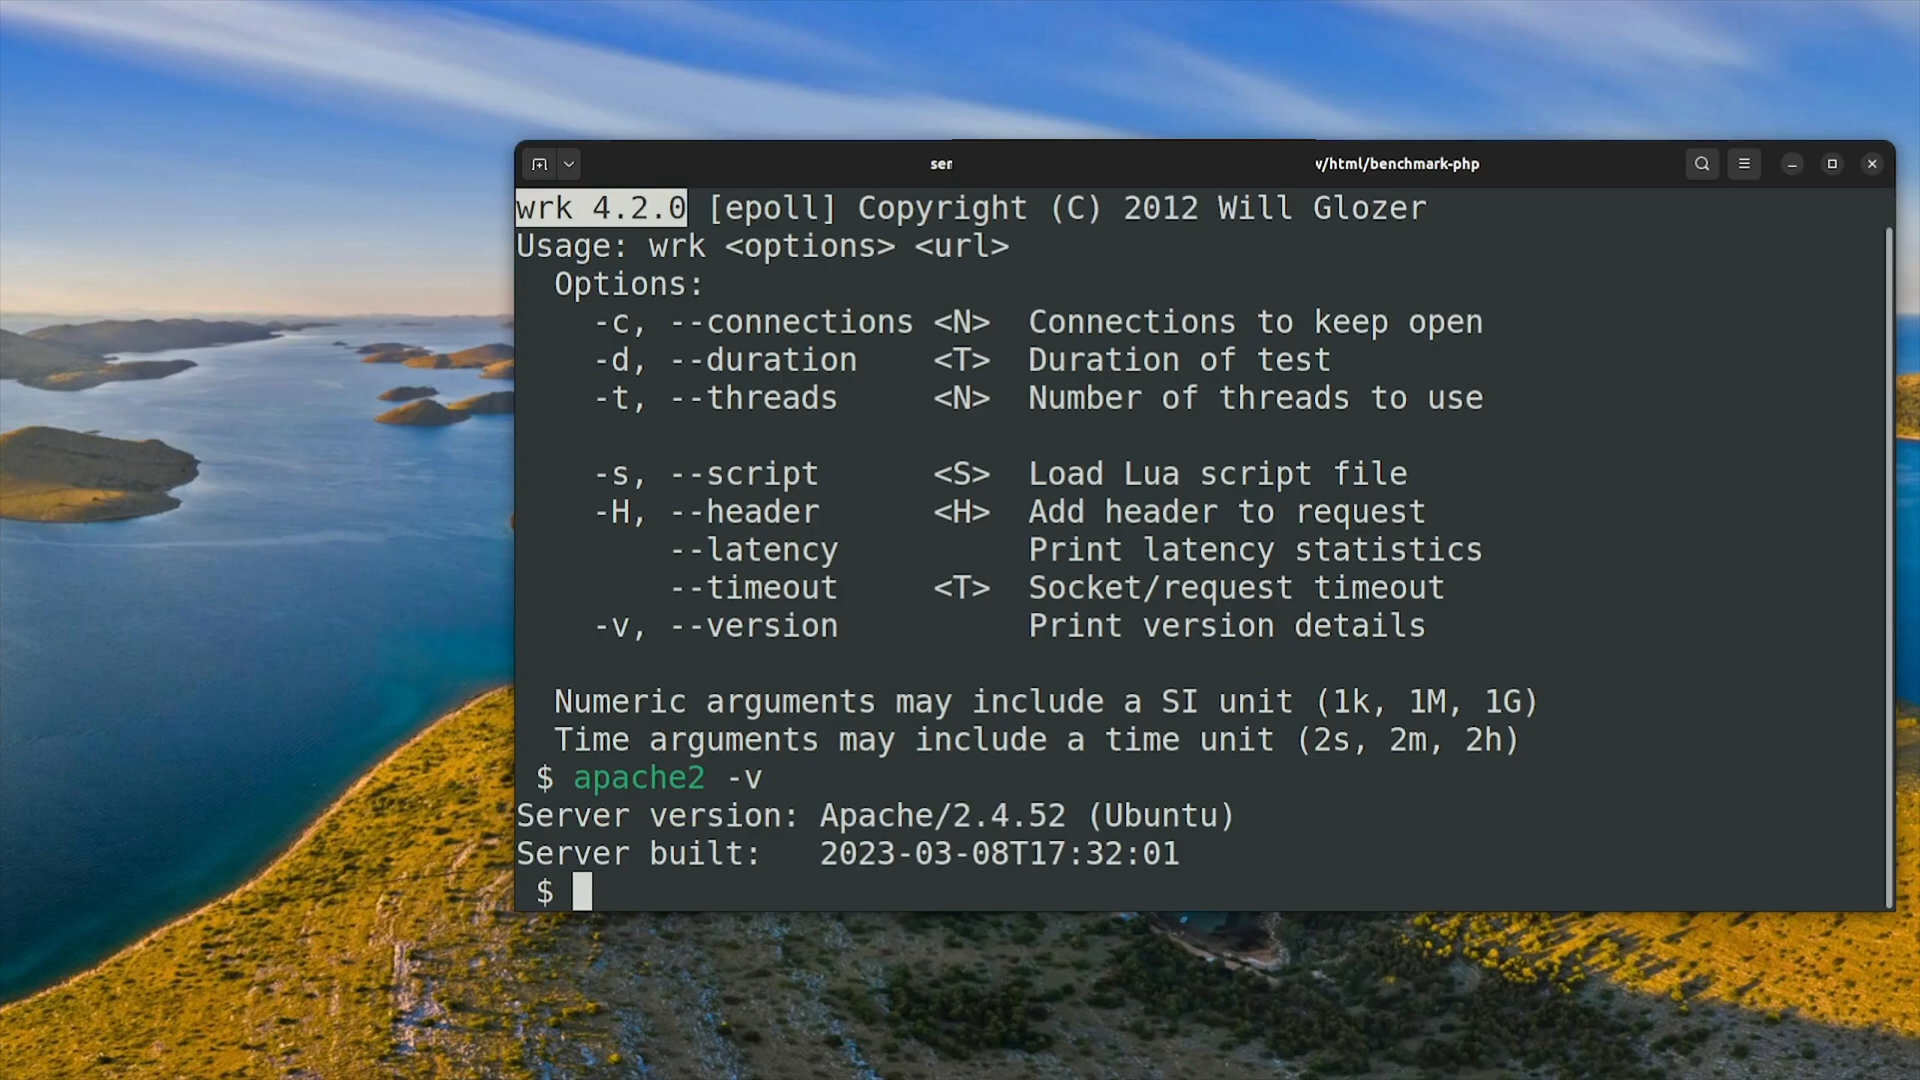 ser v/html/benchmark-php
wrk 4.2.0 [epoll] Copyright (C) 2012 Will Glozer
Usage: wrk <options> <url>
Options:
-c, --connections <N> Connections to keep open
-d, --duration <T> Duration of test
-t, --threads <N> Number of threads to use
-s, --script <S> Load Lua script file
-H, --header <H> Add header to request
--latency Print latency statistics
--timeout <T> Socket/request timeout
-v, --version Print version details
Numeric arguments may include a SI unit (1k, 1M, 1G)
Time arguments may include a time unit (2s, 2m, 2h)
$ apache2 -v
Server version: Apache/2.4.52 (Ubuntu)
Server built: 2023-03-08T17:32:01
$